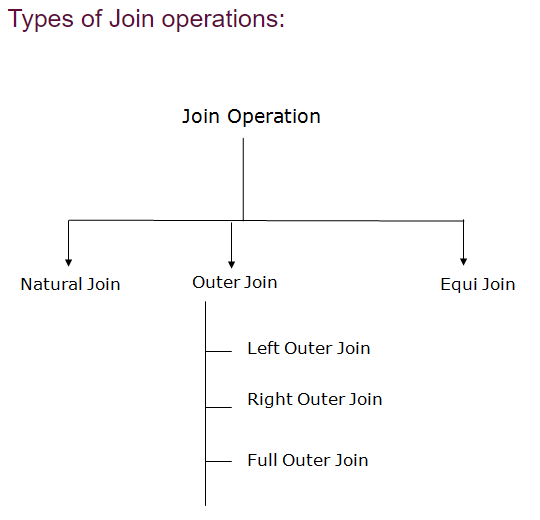 Types of Join operations:
Join Operation
Natural Join
Outer Join
Equi Join
Left Outer Join
Right Outer Join
Full Outer Join